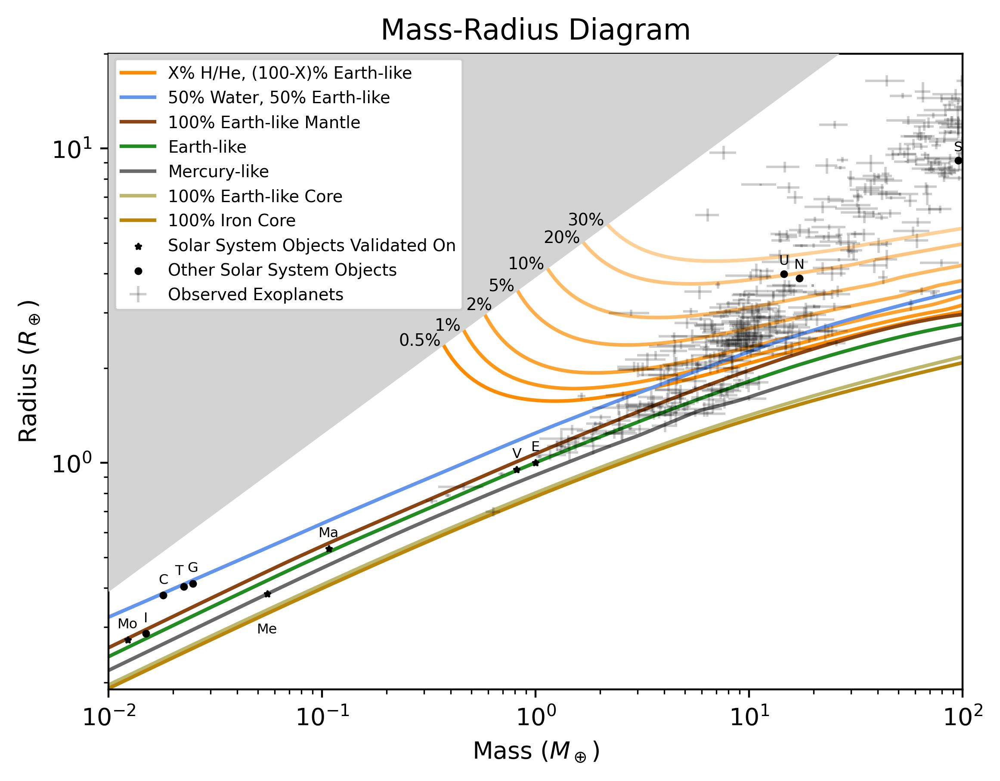 Mass-Radius Diagram
X% H/He, (100-X)% Earth-like
50% Water, 50% Earth-like
100% Earth-like Mantle
Earth-like
Mercury-like
100% Earth-like Core
100% Iron Core
Solar System Objects Validated On
Other Solar System Objects
Observed Exoplanets
10¹
10⁰
Radius (R⊕)
S
30%
20%
10%
5%
2%
1%
0.5%
U N
V E
Ma
C T G
Mo I
Me
10⁻² 10⁻¹ 10⁰ 10¹ 10²
Mass (M⊕)